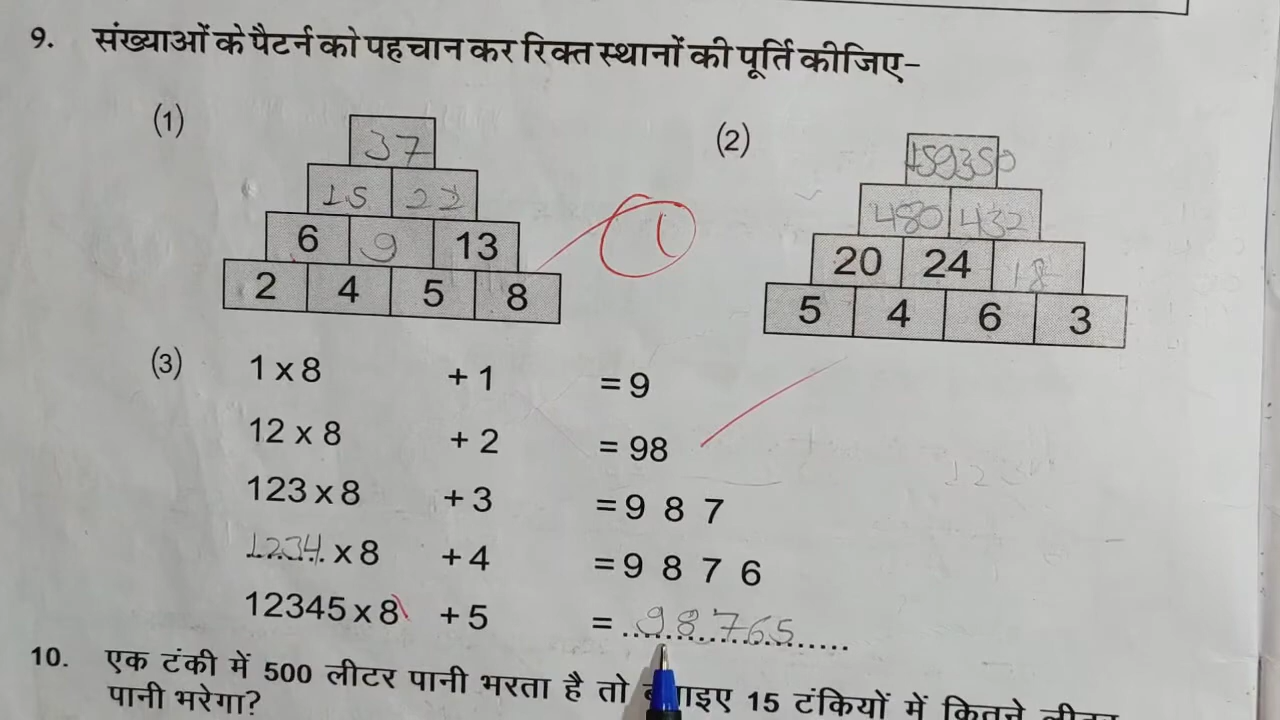 9. संख्याओं के पैटर्न को पहचान कर रिक्त स्थानों की पूर्ति कीजिए-
(1)
37
15 22
6 9 13
2 4 5 8
1
(2)
480 432
20 24 18
5 4 6 3
(3) 1 x 8 + 1 = 9
12 x 8 + 2 = 98
123 x 8 + 3 = 9 8 7
1234 x 8 + 4 = 9 8 7 6
12345 x 8 + 5 = 98765
10. एक टंकी में 500 लीटर पानी भरता है तो 15 टंकियों में कितने लीटर
पानी भरेगा?